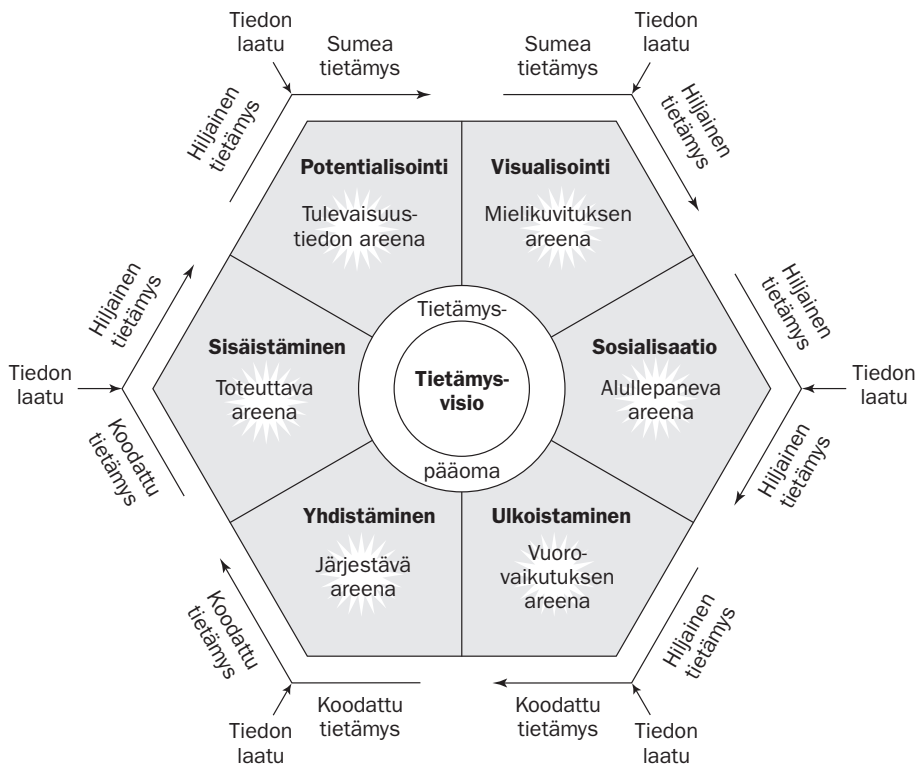 Tiedon
laatu
Sumea
tietämys
Sumea
tietämys
Tiedon
laatu
Hiljainen
tietämys
Hiljainen
tietämys
Potentialisointi
Tulevaisuus-
tiedon areena
Visualisointi
Mielikuvituksen
areena
Hiljainen
tietämys
Hiljainen
tietämys
Tietämys-
Sisäistäminen
Toteuttava
areena
Tietämys-
visio
Sosialisaatio
Alullepaneva
areena
Tiedon
laatu
Tiedon
laatu
Koodattu
tietämys
Hiljainen
tietämys
pääoma
Yhdistäminen
Järjestävä
areena
Ulkoistaminen
Vuoro-
vaikutuksen
areena
Koodattu
tietämys
Hiljainen
tietämys
Koodattu
tietämys
Koodattu
tietämys
Tiedon
laatu
Tiedon
laatu